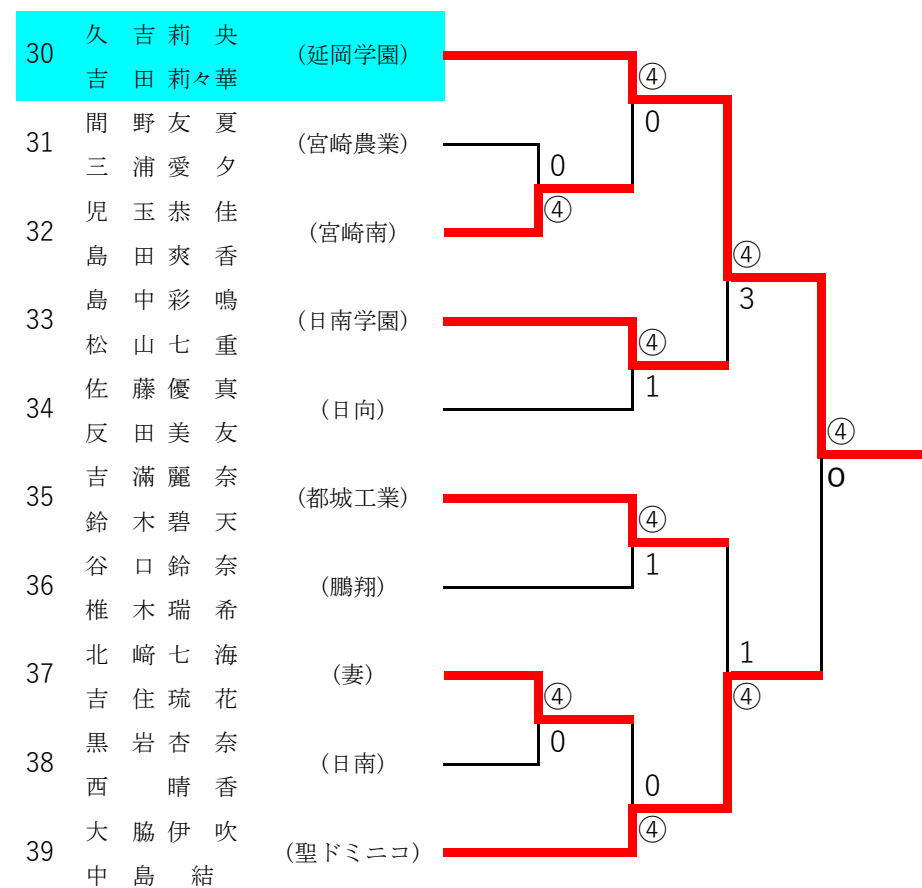 久吉莉央
30 (延岡学園)
吉田莉々華
④
0
間野友夏
31 (宮崎農業)
三浦愛夕
0
④
児玉恭佳
32 (宮崎南)
島田爽香
④
3
島中彩鳴
33 (日南学園)
松山七重
④
1
佐藤優真
34 (日向)
反田美友
④
0
吉滿麗奈
35 (都城工業)
鈴木碧天
④
1
谷口鈴奈
36 (鵬翔)
椎木瑞希
1
④
北﨑七海
37 (妻)
吉住琉花
④
0
黒岩杏奈
38 (日南)
西晴香
0
④
大脇伊吹
39 (聖ドミニコ)
中島結